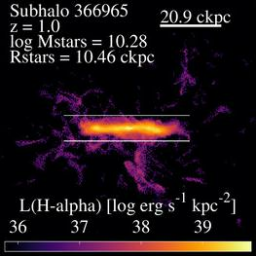 Subhalo 366965
z = 1.0
log Mstars = 10.28
Rstars = 10.46 ckpc
20.9 ckpc
L(H-alpha) [log erg s⁻¹ kpc⁻²]
36 37 38 39